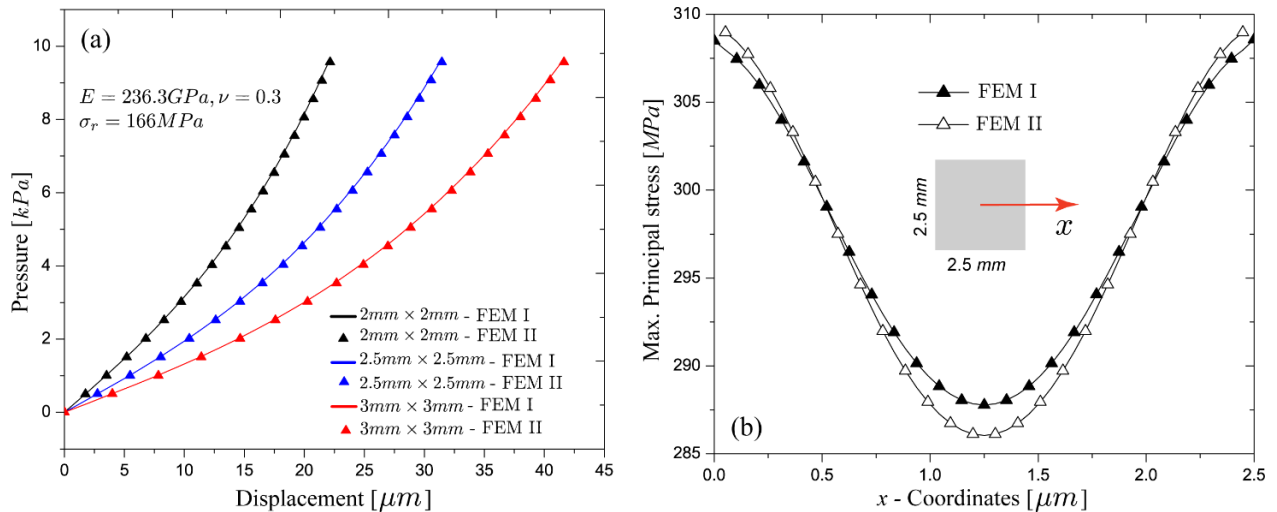 (a)
E = 236.3GPa, ν = 0.3
σr = 166MPa
Pressure [kPa]
10
8
6
4
2
0
2mm × 2mm - FEM I
2mm × 2mm - FEM II
2.5mm × 2.5mm - FEM I
2.5mm × 2.5mm - FEM II
3mm × 3mm - FEM I
3mm × 3mm - FEM II
0 5 10 15 20 25 30 35 40 45
Displacement [μm]
Max. Principal stress [MPa]
310
305
300
295
290
285
FEM I
FEM II
2.5 mm
x
2.5 mm
(b)
0.0 0.5 1.0 1.5 2.0 2.5
x - Coordinates [μm]